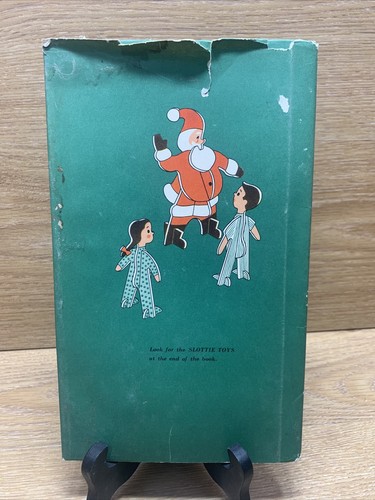 Look for the SLOTTIE TOYS
at the end of the book.